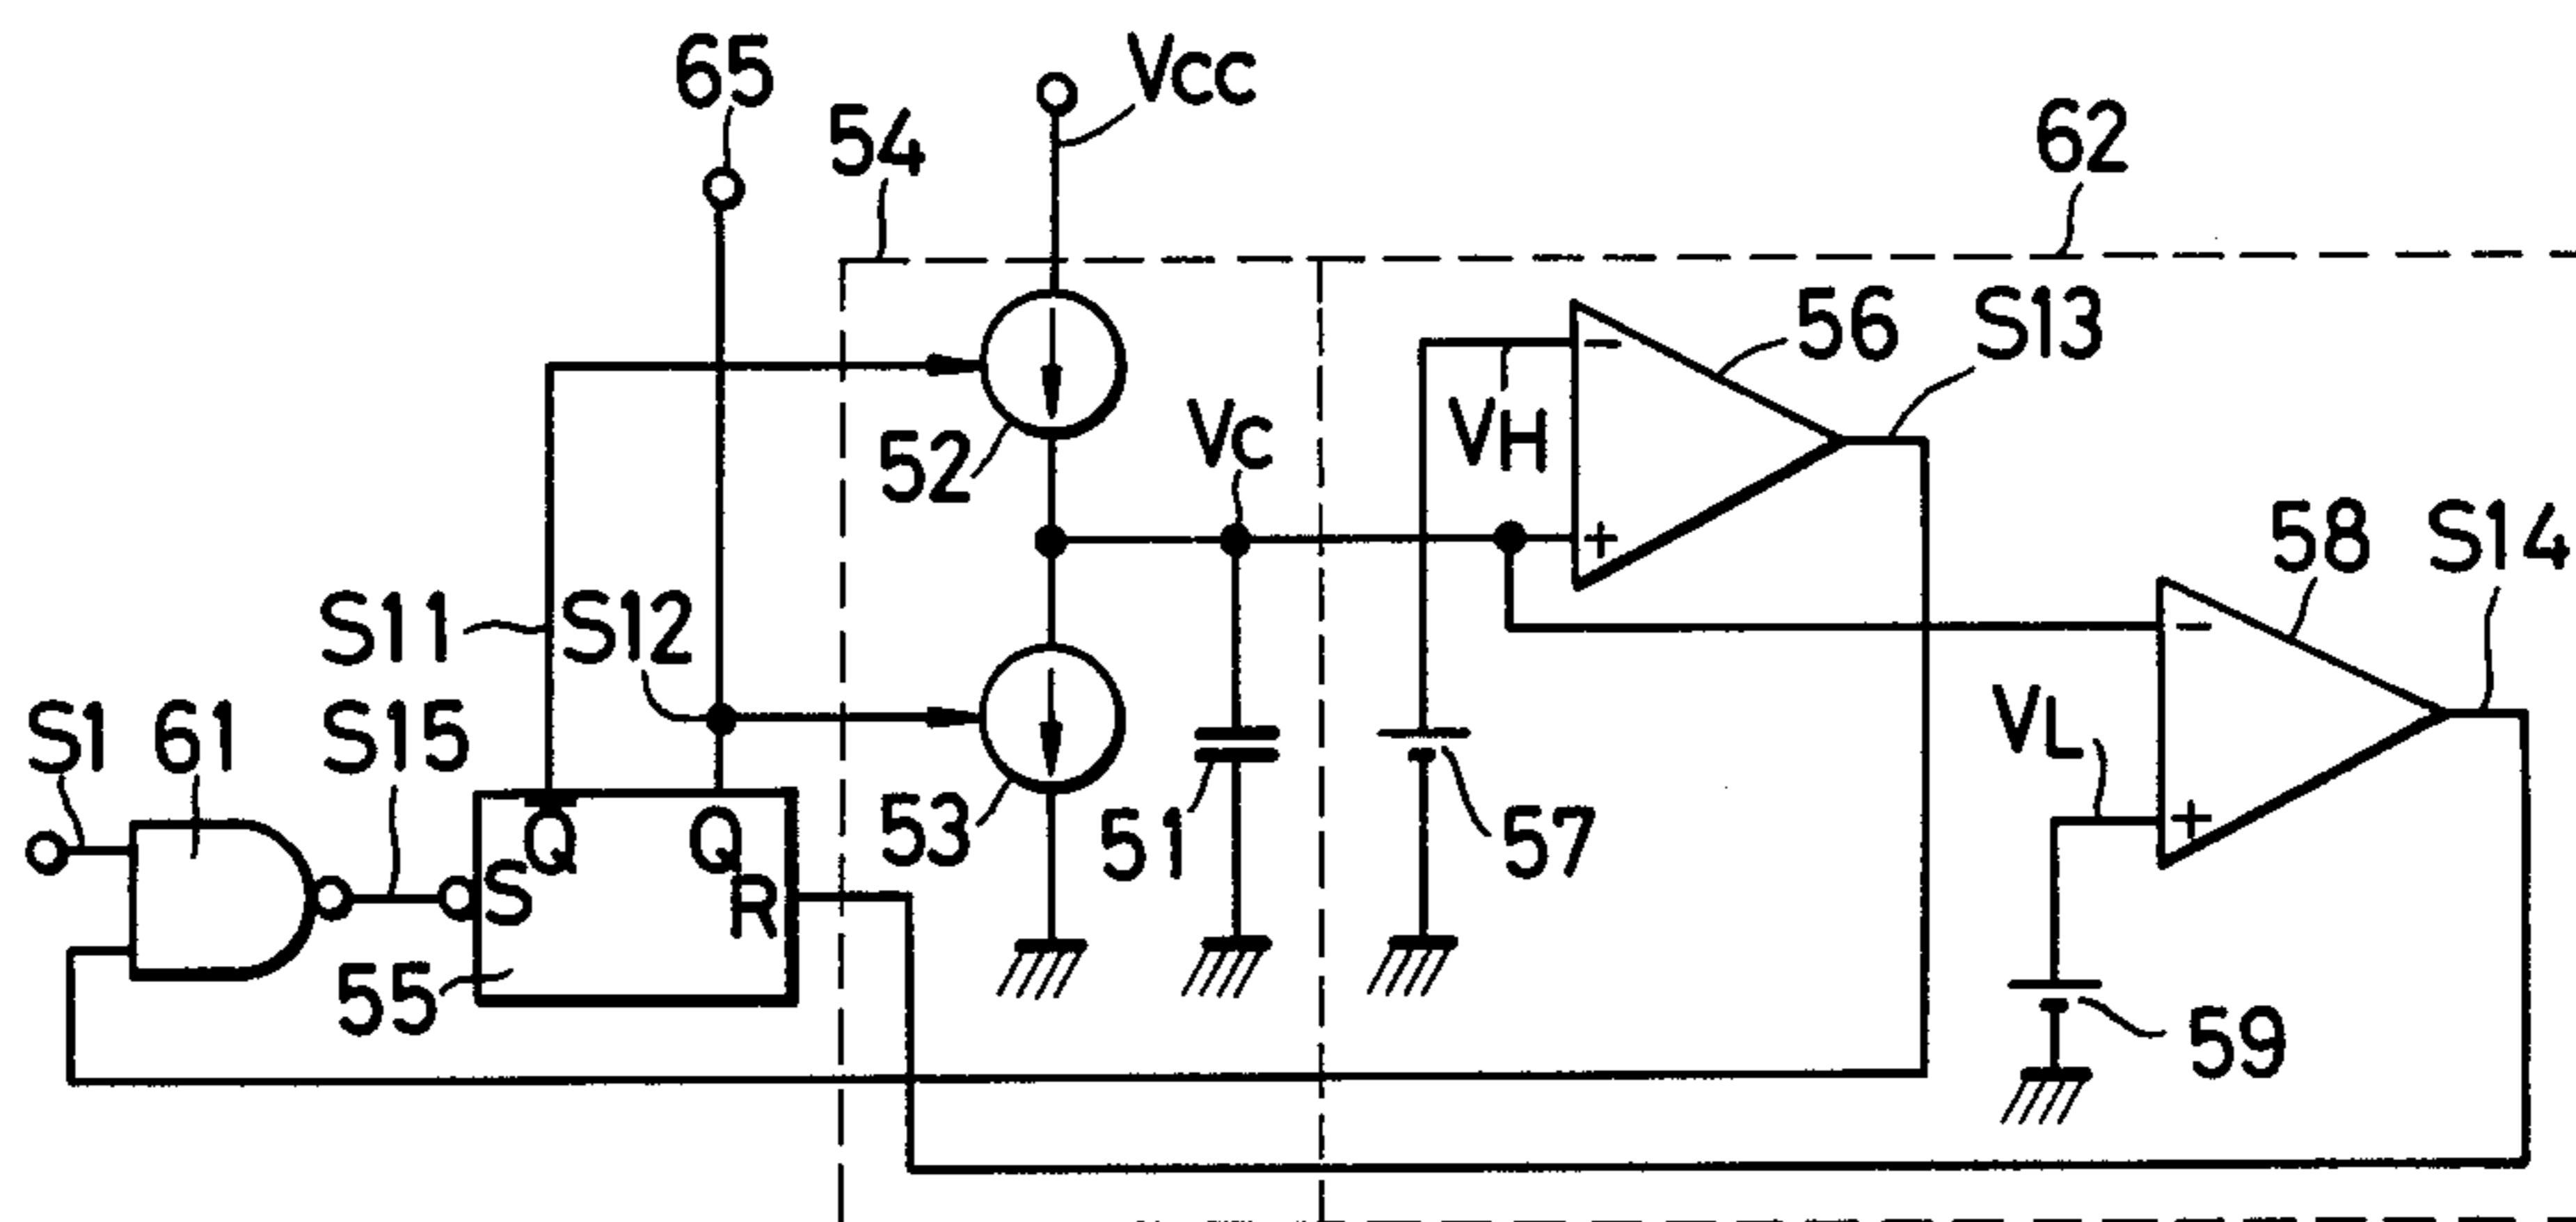 65
VCC
54
62
56
S13
52
VC
VH
58
S14
S11
S12
S1
61
S15
VL
Q̅
Q
S
R
53
51
57
55
59
−
+
−
+